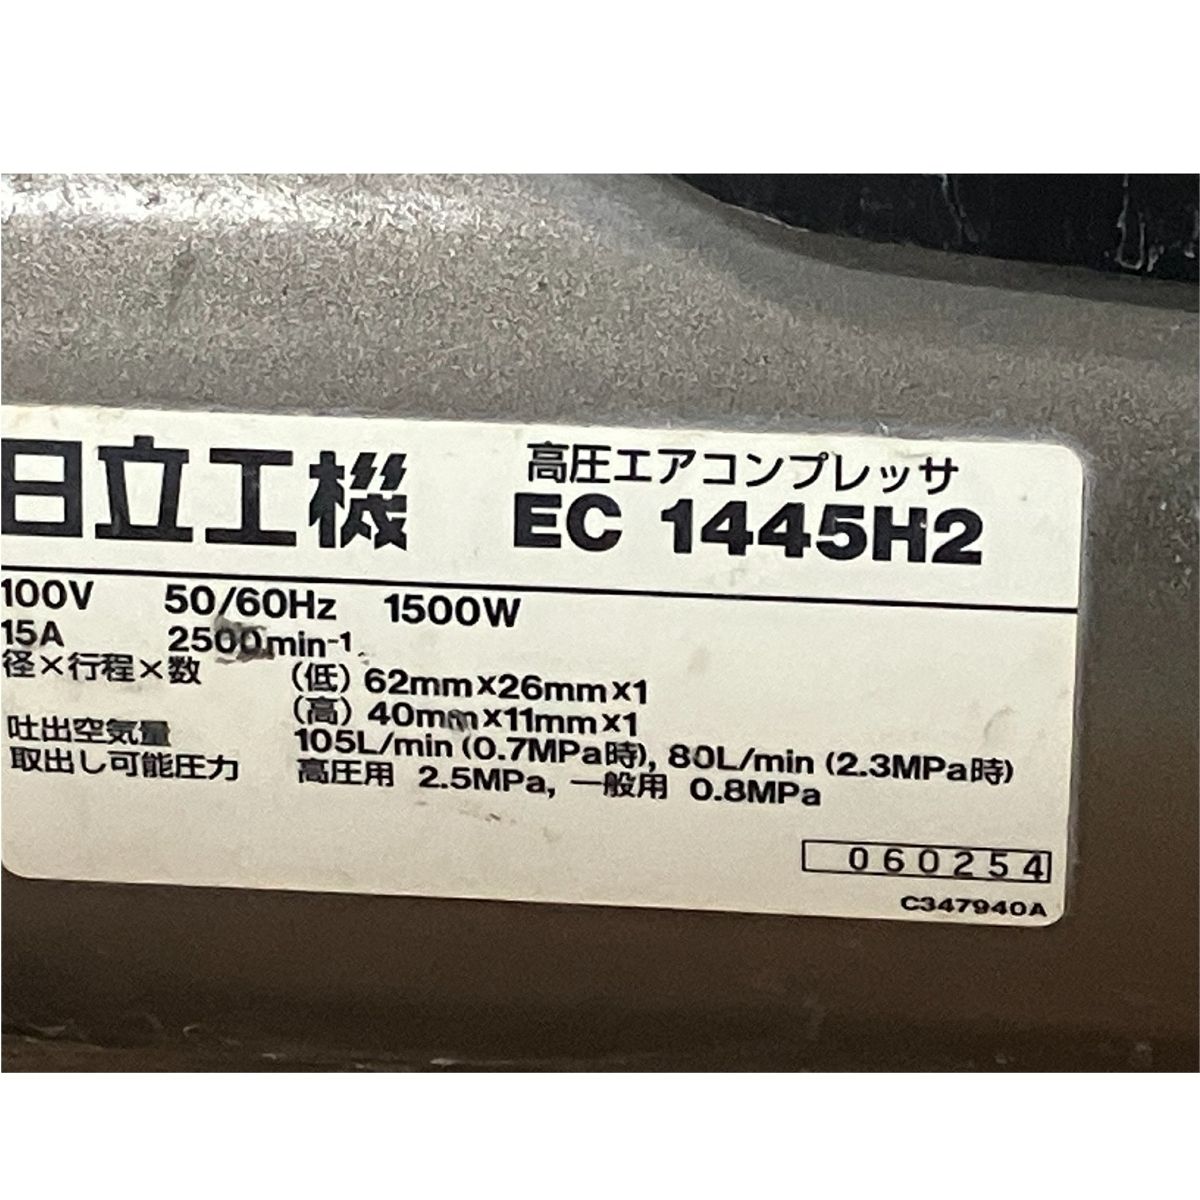 日立工機
高圧エアコンプレッサ
EC 1445H2
100V 50/60Hz 1500W
15A 2500min-1
径×行程×数 (低) 62mm×26mm×1
(高) 40mm×11mm×1
吐出空気量 105L/min (0.7MPa時), 80L/min (2.3MPa時)
取出し可能圧力 高圧用 2.5MPa, 一般用 0.8MPa
060254
C347940A